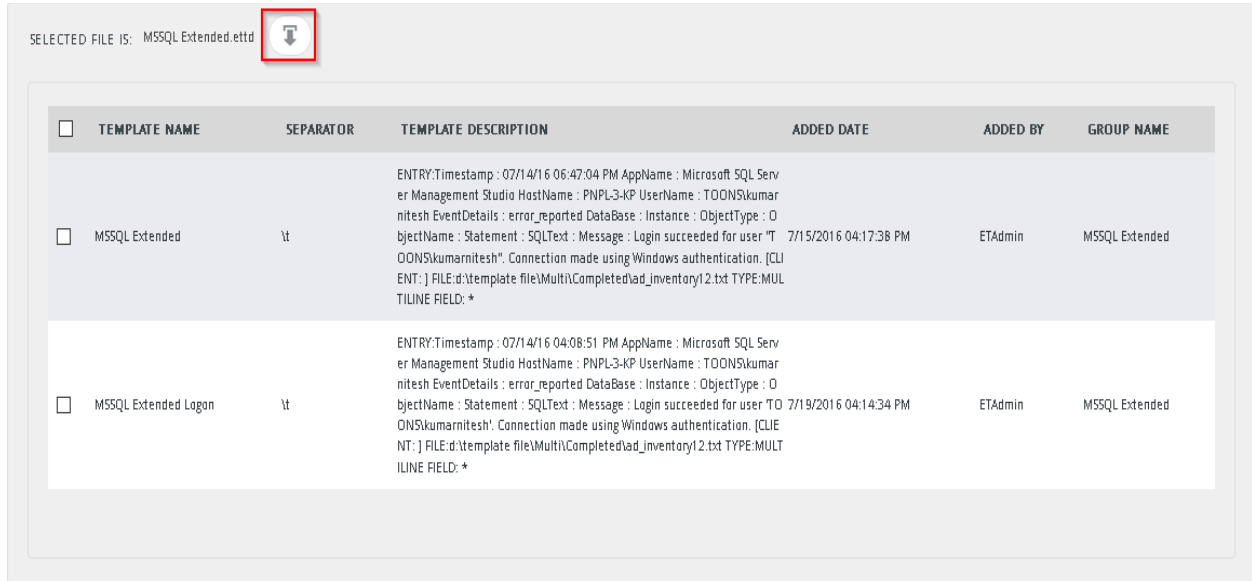 SELECTED FILE IS: MSSQL Extended.ettd
TEMPLATE NAME SEPARATOR TEMPLATE DESCRIPTION ADDED DATE ADDED BY GROUP NAME
ENTRY:Timestamp : 07/14/16 06:47:04 PM AppName : Microsoft SQL Serv
er Management Studio HostName : PNPL-3-KP UserName : TOONS\kumar
nitesh EventDetails : error_reported DataBase : Instance : ObjectType : O
MSSQL Extended \t bjectName : Statement : SQLText : Message : Login succeeded for user "T 7/15/2016 04:17:38 PM ETAdmin MSSQL Extended
OONS\kumarnitesh". Connection made using Windows authentication. [CLI
ENT: ] FILE:d:\template file\Multi\Completed\ad_inventory12.txt TYPE:MUL
TILINE FIELD: *
ENTRY:Timestamp : 07/14/16 04:08:51 PM AppName : Microsoft SQL Serv
er Management Studio HostName : PNPL-3-KP UserName : TOONS\kumar
nitesh EventDetails : error_reported DataBase : Instance : ObjectType : O
MSSQL Extended Logon \t bjectName : Statement : SQLText : Message : Login succeeded for user 'TO 7/19/2016 04:14:34 PM ETAdmin MSSQL Extended
ONS\kumarnitesh'. Connection made using Windows authentication. [CLIE
NT: ] FILE:d:\template file\Multi\Completed\ad_inventory12.txt TYPE:MULT
ILINE FIELD: *